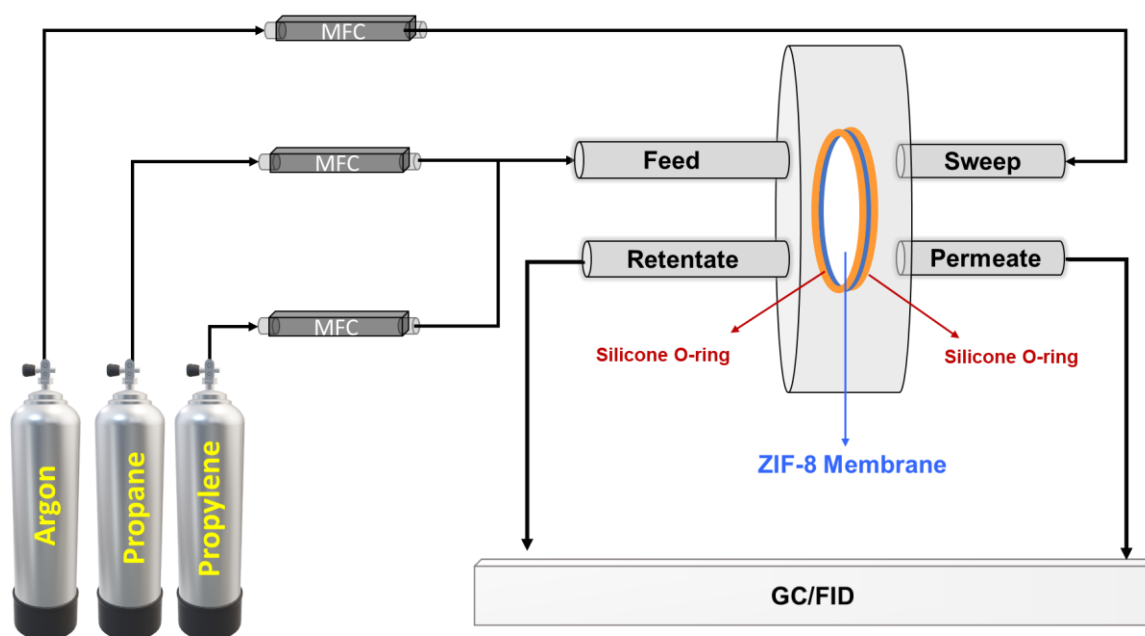 MFC
MFC
Feed
Sweep
Retentate
Permeate
MFC
Silicone O-ring
Silicone O-ring
ZIF-8 Membrane
Argon
Propane
Propylene
GC/FID